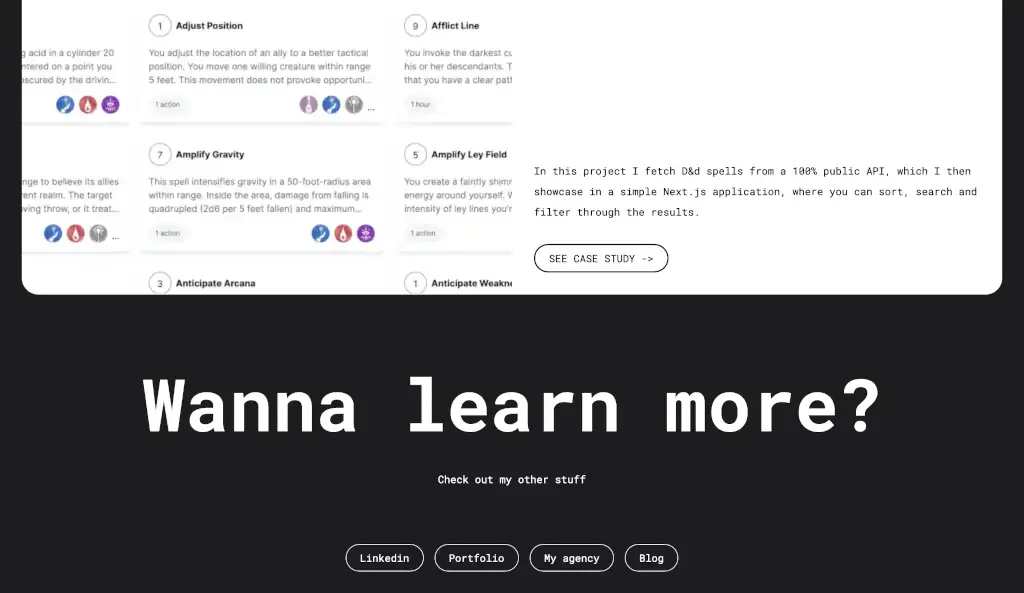 1 Adjust Position
9 Afflict Line
g acid in a cylinder 20
ntered on a point you
oscured by the drivin...
You adjust the location of an ally to a better tactical
position. You move one willing creature within range
5 feet. This movement does not provoke opportuni...
You invoke the darkest cu
his or her descendants. T
that you have a clear patl
1 action
...
1 hour
7 Amplify Gravity
5 Amplify Ley Field
nge to believe its allies
rent realm. The target
ving throw, or it treat...
...
This spell intensifies gravity in a 50-foot-radius area
within range. Inside the area, damage from falling is
quadrupled (2d6 per 5 feet fallen) and maximum...
You create a faintly shimr
energy around yourself. W
intensity of ley lines you'r
1 action
1 action
3 Anticipate Arcana
1 Anticipate Weakne
In this project I fetch D&d spells from a 100% public API, which I then
showcase in a simple Next.js application, where you can sort, search and
filter through the results.
SEE CASE STUDY ->
Wanna learn more?
Check out my other stuff
Linkedin
Portfolio
My agency
Blog